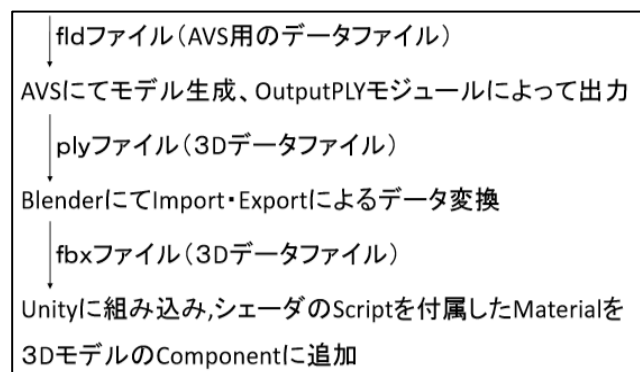 fldファイル（AVS用のデータファイル）
AVSにてモデル生成、OutputPLYモジュールによって出力
plyファイル（３Dデータファイル）
BlenderにてImport・Exportによるデータ変換
fbxファイル（３Dデータファイル）
Unityに組み込み,シェーダのScriptを付属したMaterialを
３DモデルのComponentに追加